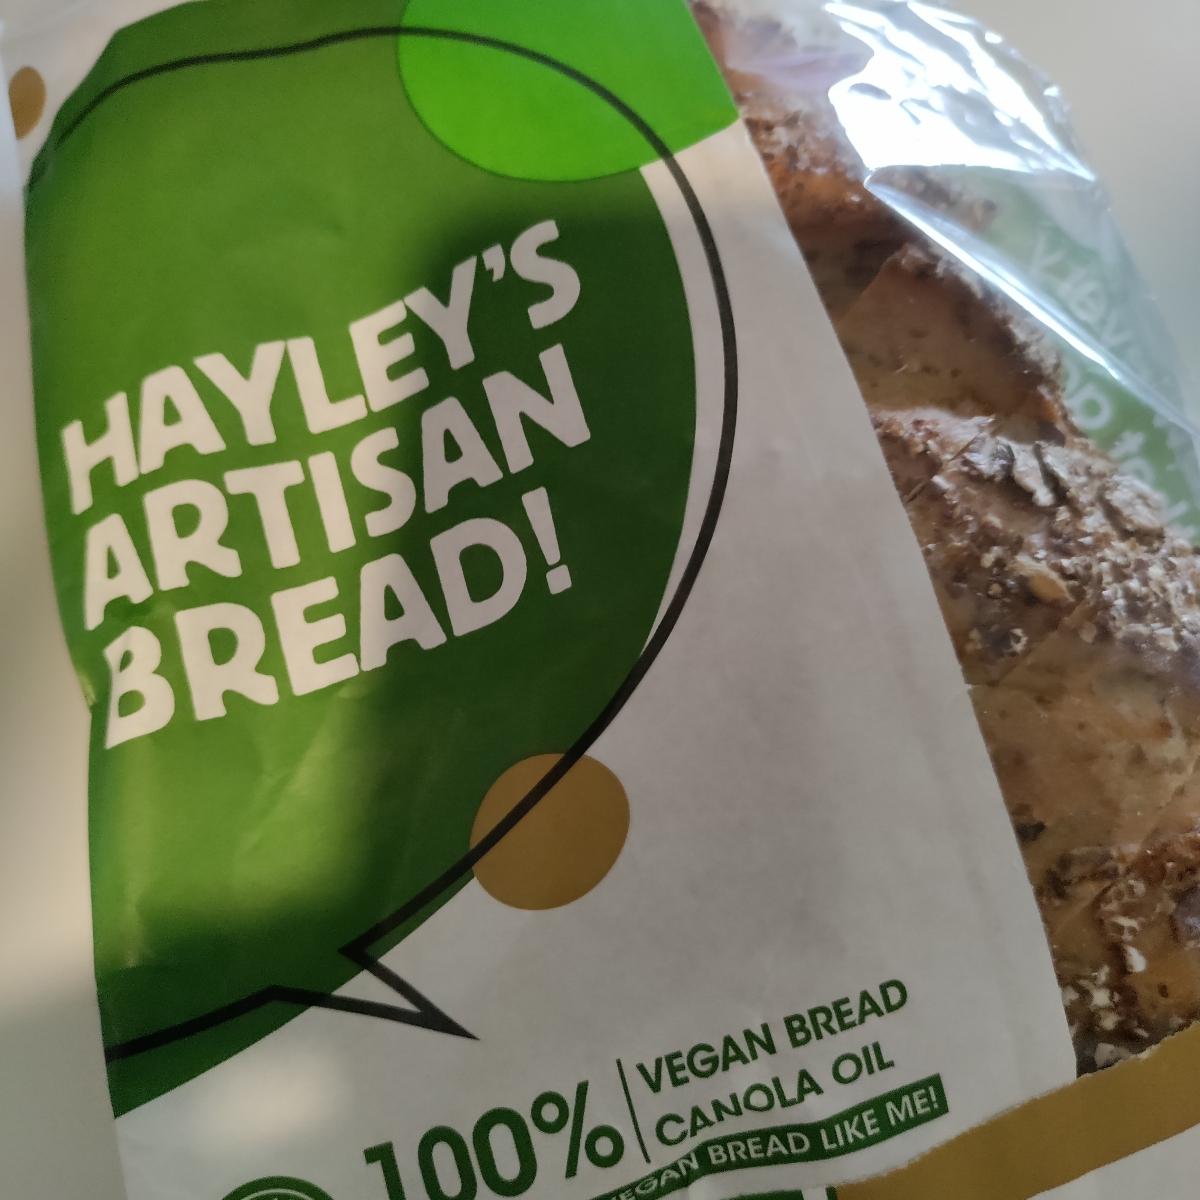 HAYLEY'S
ARTISAN
BREAD!
100%
VEGAN BREAD
CANOLA OIL
BREAD LIKE ME!